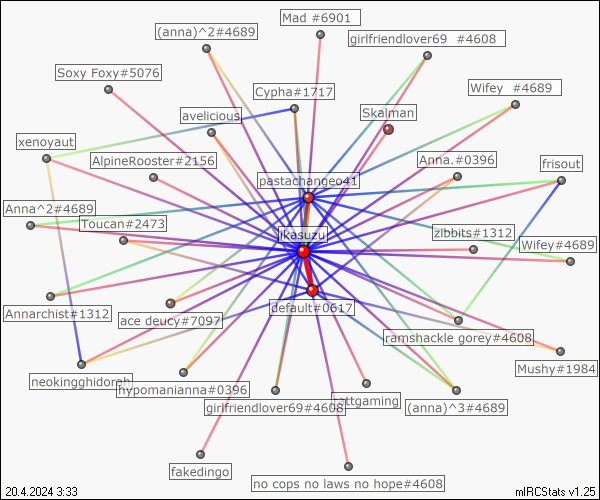 Mad #6901
(anna)^2#4689
girlfriendlover69 #4608
Soxy Foxy#5076
Cypha#1717
Wifey #4689
avelicious
Skalman
xenoyaut
AlpineRooster#2156
Anna.#0396
frisout
pastachangeo41
Anna^2#4689
Toucan#2473
jkasuzu
zibbits#1312
Wifey#4689
Annarchist#1312
ace deucy#7097
default#0617
ramshackle gorey#4608
Mushy#1984
neokingghidorah
hypomanianna#0396
girlfriendlover69#4608
(anna)^3#4689
fakedingo
no cops no laws no hope#4608
20.4.2024 3:33
mIRCStats v1.25